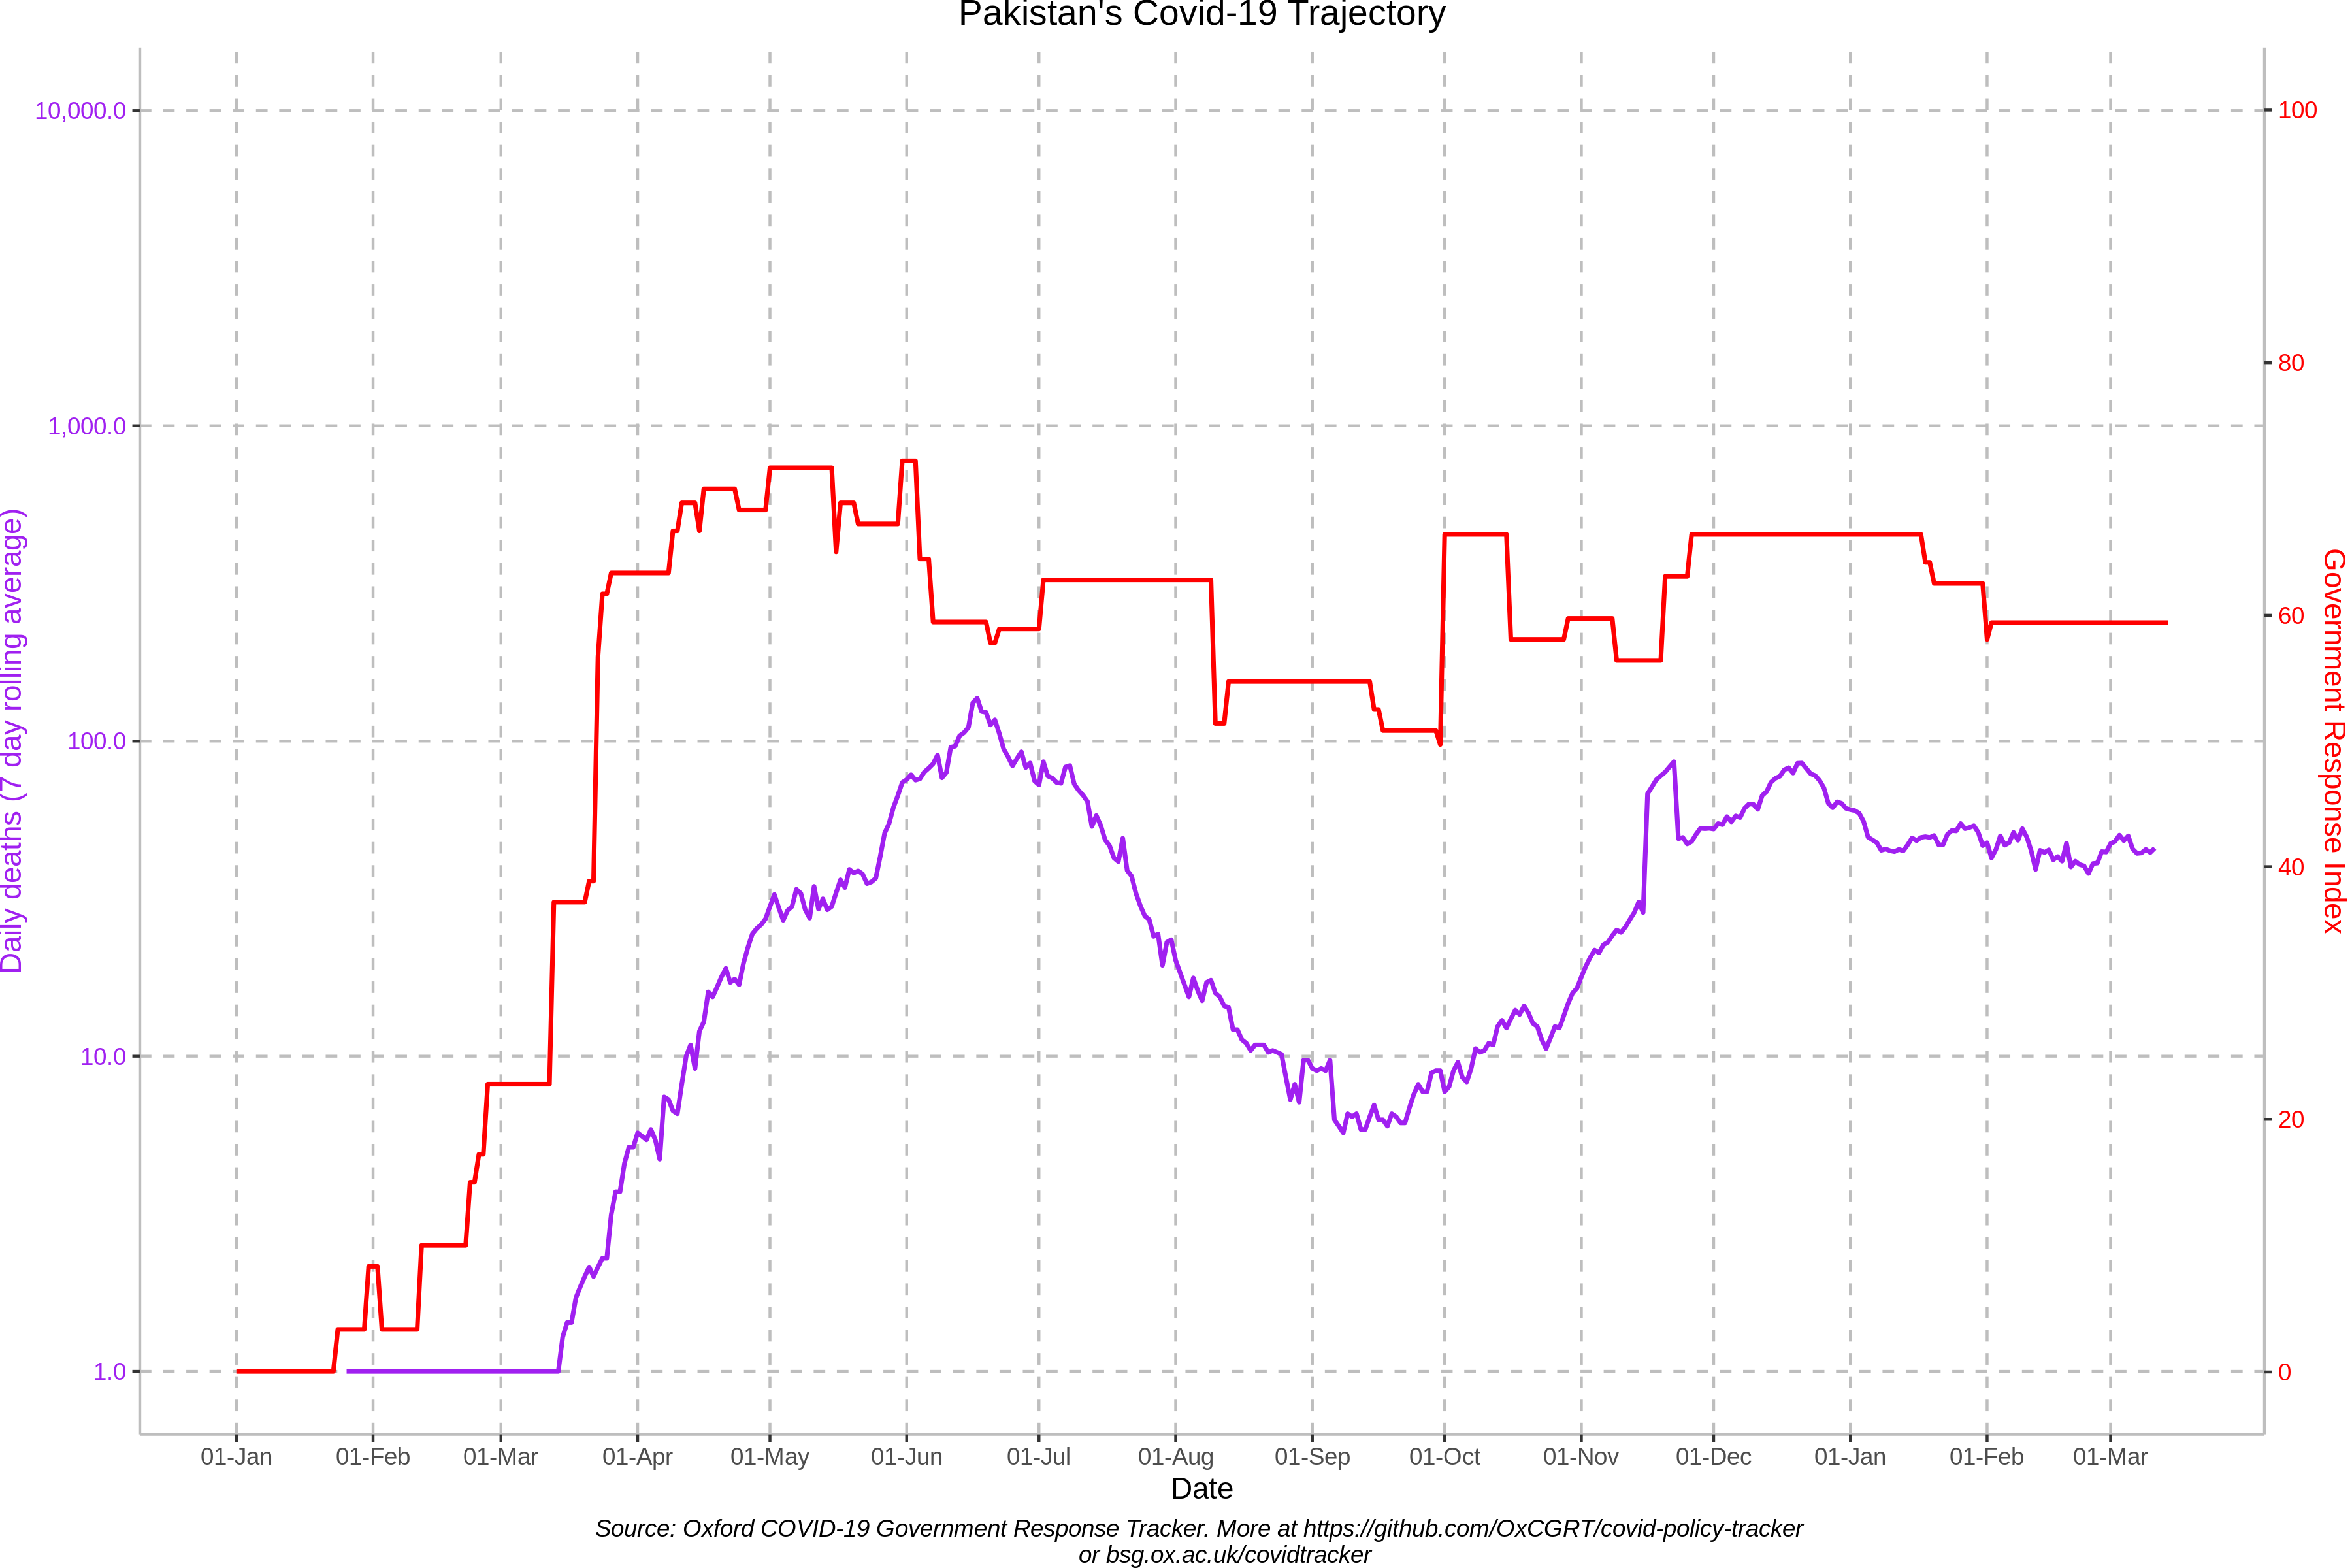 Pakistan's Covid-19 Trajectory
10,000.0
1,000.0
100.0
10.0
1.0
Daily deaths (7 day rolling average)
100
80
60
40
20
0
Government Response Index
01-Jan 01-Feb 01-Mar 01-Apr 01-May 01-Jun 01-Jul 01-Aug 01-Sep 01-Oct 01-Nov 01-Dec 01-Jan 01-Feb 01-Mar
Date
Source: Oxford COVID-19 Government Response Tracker. More at https://github.com/OxCGRT/covid-policy-tracker
or bsg.ox.ac.uk/covidtracker